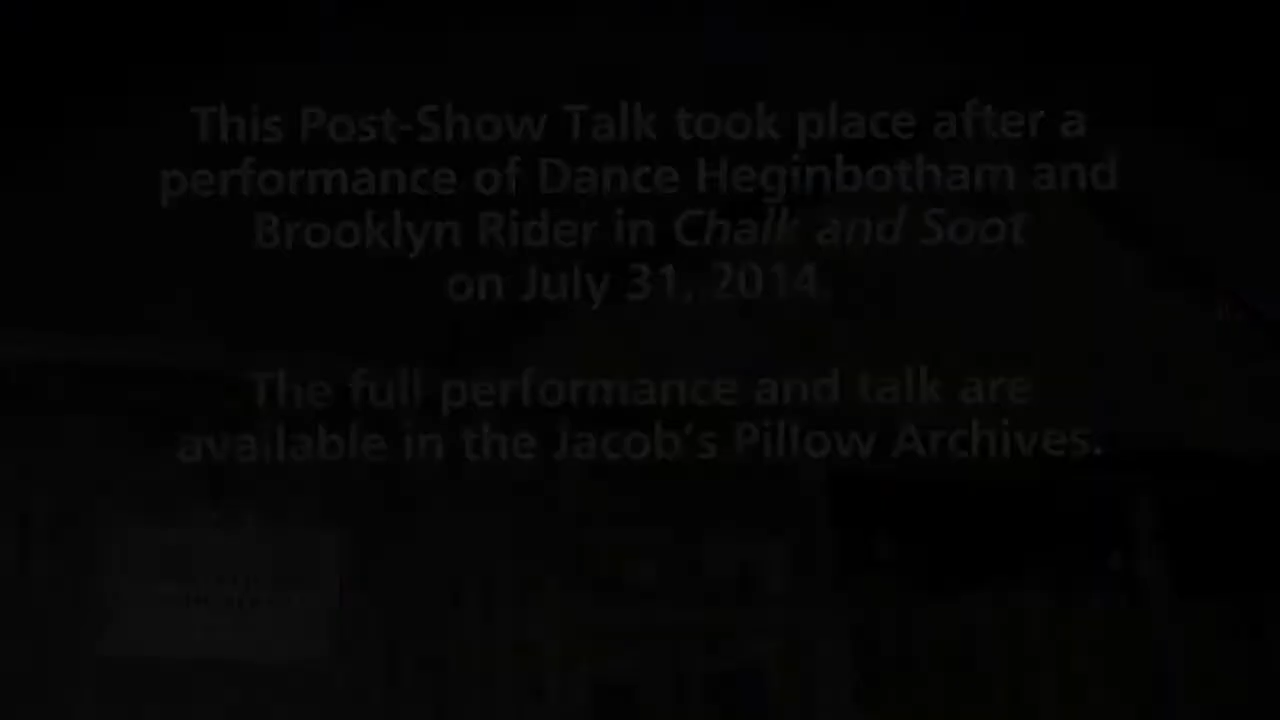 This Post-Show Talk took place after a
performance of Dance Heginbotham and
Brooklyn Rider in Chalk and Soot
on July 31, 2014.
The full performance and talk are
available in the Jacob's Pillow Archives.